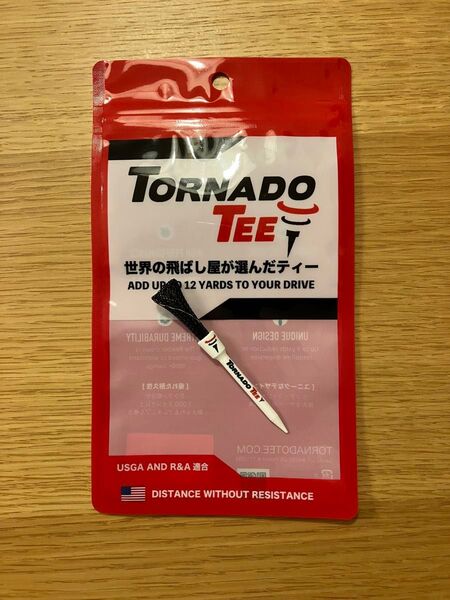 TORNADO
TEE
世界の飛ばし屋が選んだティー
ADD UP TO 12 YARDS TO YOUR DRIVE
UNIQUE DESIGN
DURABILITY
TORNADO TEE
TORNADOTEE.COM
USGA AND R&A 適合
DISTANCE WITHOUT RESISTANCE